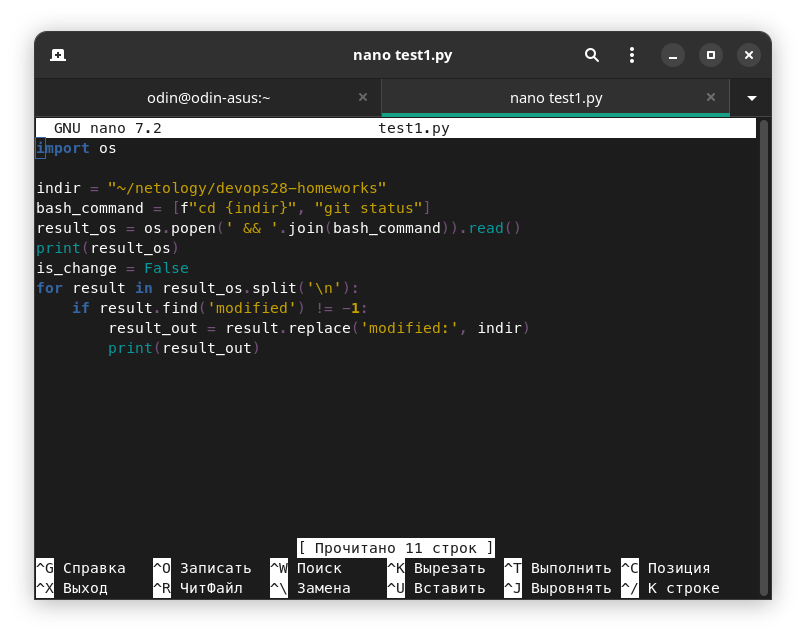 nano test1.py
odin@odin-asus:~ × nano test1.py ×
GNU nano 7.2 test1.py
import os
indir = "~/netology/devops28-homeworks"
bash_command = [f"cd {indir}", "git status"]
result_os = os.popen(' && '.join(bash_command)).read()
print(result_os)
is_change = False
for result in result_os.split('\n'):
    if result.find('modified') != -1:
        result_out = result.replace('modified:', indir)
        print(result_out)
[ Прочитано 11 строк ]
^G Справка ^O Записать ^W Поиск ^K Вырезать ^T Выполнить ^C Позиция
^X Выход ^R ЧитФайл ^\ Замена ^U Вставить ^J Выровнять ^/ К строке